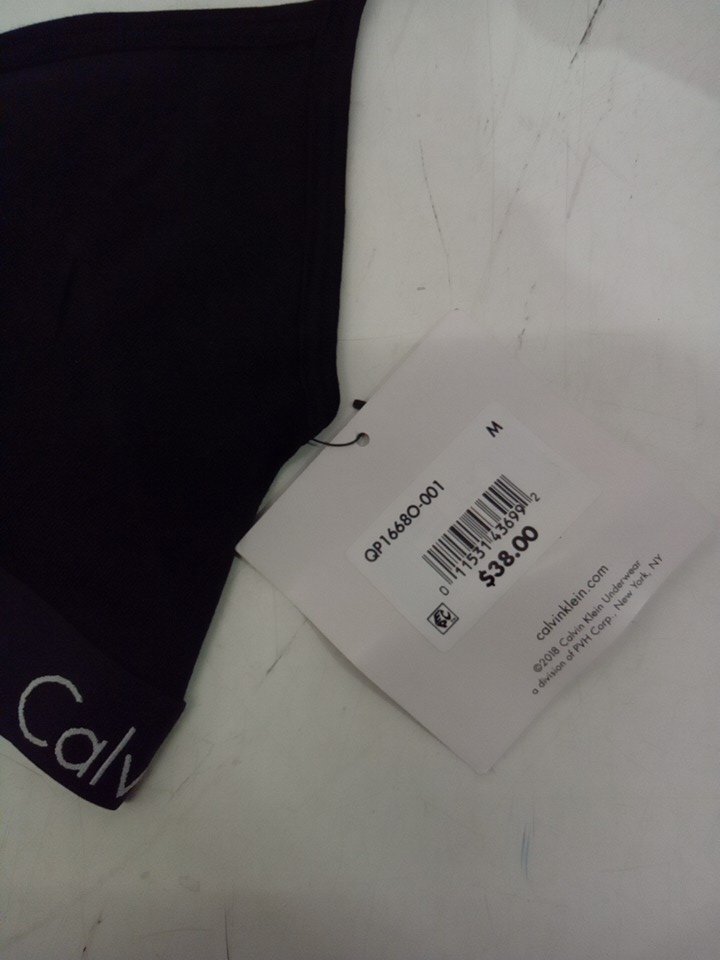 M
QP1668O-001
0 11531 43699 2
$38.00
calvinklein.com
©2018 Calvin Klein Underwear
a division of PVH Corp., New York, NY
Calv